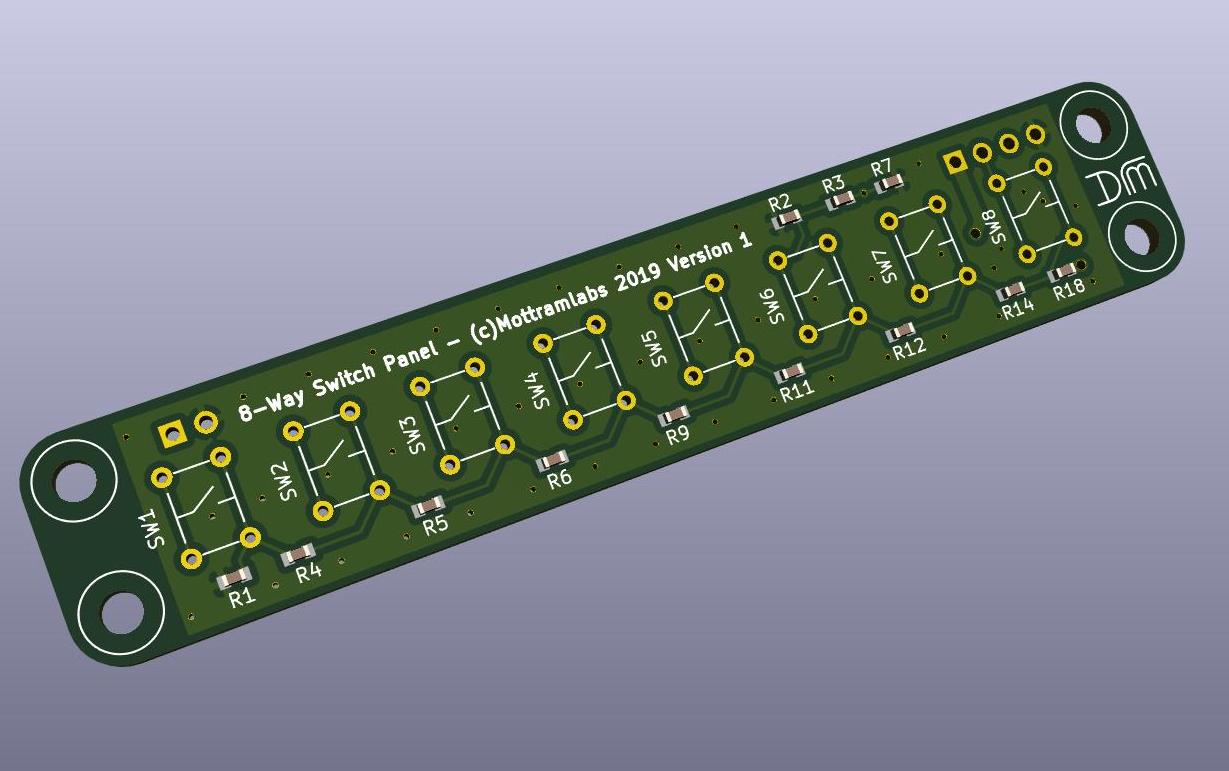 8-Way Switch Panel - (c)Mottramlabs 2019 Version 1
R2
R3
R7
DM
SW1
SW2
SW3
SW4
SW5
SW6
SW7
SW8
R1
R4
R5
R6
R9
R11
R12
R14
R18